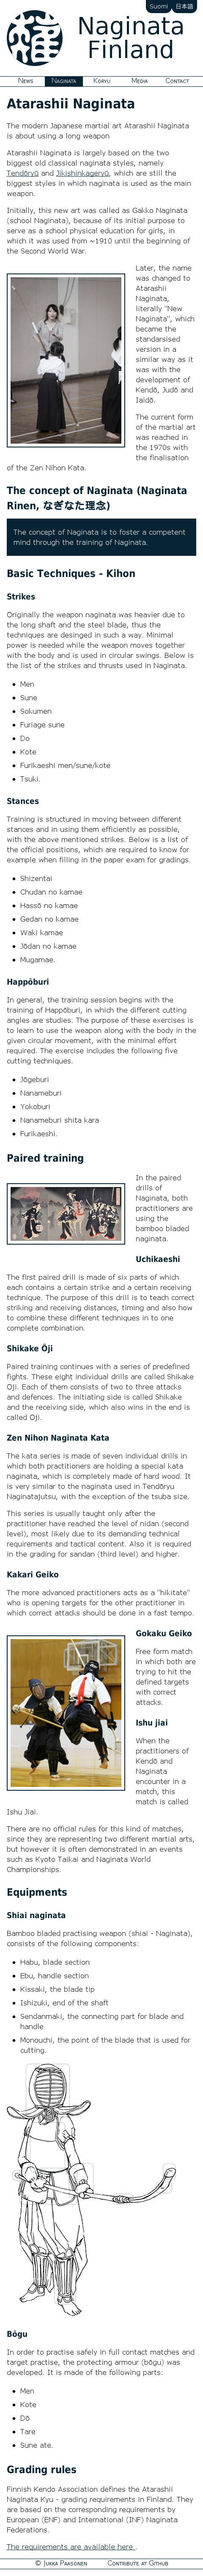 Suomi
日本語
Naginata
Finland
News
Naginata
Koryu
Media
Contact
Atarashii Naginata
The modern Japanese martial art Atarashii Naginata
is about using a long weapon
Atarashii Naginata is largely based on the two
biggest old classical naginata styles, namely
Tendōryū and Jikishinkageryū, which are still the
biggest styles in which naginata is used as the main
weapon.
Initially, this new art was called as Gakko Naginata
(school Naginata), because of its initial purpose to
serve as a school physical education for girls, in
which it was used from ~1910 until the beginning of
the Second World War.
Later, the name
was changed to
Atarashii
Naginata,
literally "New
Naginata", which
became the
standarsised
version in a
similar way as it
was with the
development of
Kendō, Judō and
Iaidō.
The current form
of the martial art
was reached in
the 1970s with
the finalisation
of the Zen Nihon Kata.
The concept of Naginata (Naginata
Rinen, なぎなた理念)
The concept of Naginata is to foster a competent
mind through the training of Naginata.
Basic Techniques - Kihon
Strikes
Originally the weapon naginata was heavier due to
the long shaft and the steel blade, thus the
techniques are desinged in such a way. Minimal
power is needed while the weapon moves together
with the body and is used in circular swings. Below is
the list of the strikes and thrusts used in Naginata.
Men
Sune
Sokumen
Furiage sune
Do
Kote
Furikaeshi men/sune/kote
Tsuki.
Stances
Training is structured in moving between different
stances and in using them efficiently as possible,
with the above mentioned strikes. Below is a list of
the official positions, which are required to know for
example when filling in the paper exam for gradings.
Shizentai
Chudan no kamae
Hassō no kamae
Gedan no kamae
Waki kamae
Jōdan no kamae
Mugamae.
Happōburi
In general, the training session begins with the
training of Happōburi, in which the different cutting
angles are studies. The purpose of these exercises is
to learn to use the weapon along with the body in the
given circular movement, with the minimal effort
required. The exercise includes the following five
cutting techniques.
Jōgeburi
Nanameburi
Yokoburi
Nanameburi shita kara
Furikaeshi.
Paired training
In the paired
drills of
Naginata, both
practitioners are
using the
bamboo bladed
naginata.
Uchikaeshi
The first paired drill is made of six parts of which
each contains a certain strike and a certain receiving
technique. The purpose of this drill is to teach correct
striking and receiving distances, timing and also how
to combine these different techniques in to one
complete combination.
Shikake Ōji
Paired training continues with a series of predefined
fights. These eight individual drills are called Shikake
Oji. Each of them consists of two to three attacks
and defences. The initiating side is called Shikake
and the receiving side, which also wins in the end is
called Oji.
Zen Nihon Naginata Kata
The kata series is made of seven individual drills in
which both practitioners are holding a special kata
naginata, which is completely made of hard wood. It
is very similar to the naginata used in Tendōryu
Naginatajutsu, with the exception of the tsuba size.
This series is usually taught only after the
practitioner have reached the level of nidan (second
level), most likely due to its demanding technical
requirements and tactical content. Also it is required
in the grading for sandan (third level) and higher.
Kakari Geiko
The more advanced practitioners acts as a "hikitate"
who is opening targets for the other practitioner in
which correct attacks should be done in a fast tempo.
Gokaku Geiko
Free form match
in which both are
trying to hit the
defined targets
with correct
attacks.
Ishu jiai
When the
practitioners of
Kendō and
Naginata
encounter in a
match, this
match is called
Ishu Jiai.
There are no official rules for this kind of matches,
since they are representing two different martial arts,
but however it is often demonstrated in an events
such as Kyoto Taikai and Naginata World
Championships.
Equipments
Shiai naginata
Bamboo bladed practising weapon (shiai - Naginata),
consists of the following components:
Habu, blade section
Ebu, handle section
Kissaki, the blade tip
Ishizuki, end of the shaft
Sendanmaki, the connecting part for blade and
handle
Monouchi, the point of the blade that is used for
cutting.
Bōgu
In order to practise safely in full contact matches and
target practise, the protecting armour (bōgu) was
developed. It is made of the following parts:
Men
Kote
Dō
Tare
Sune ate.
Grading rules
Finnish Kendo Association defines the Atarashii
Naginata Kyu - grading requirements in Finland. They
are based on the corresponding requirements by
European (ENF) and International (INF) Naginata
Federations.
The requirements are available here .
© Jukka Paasonen
Contribute at Github